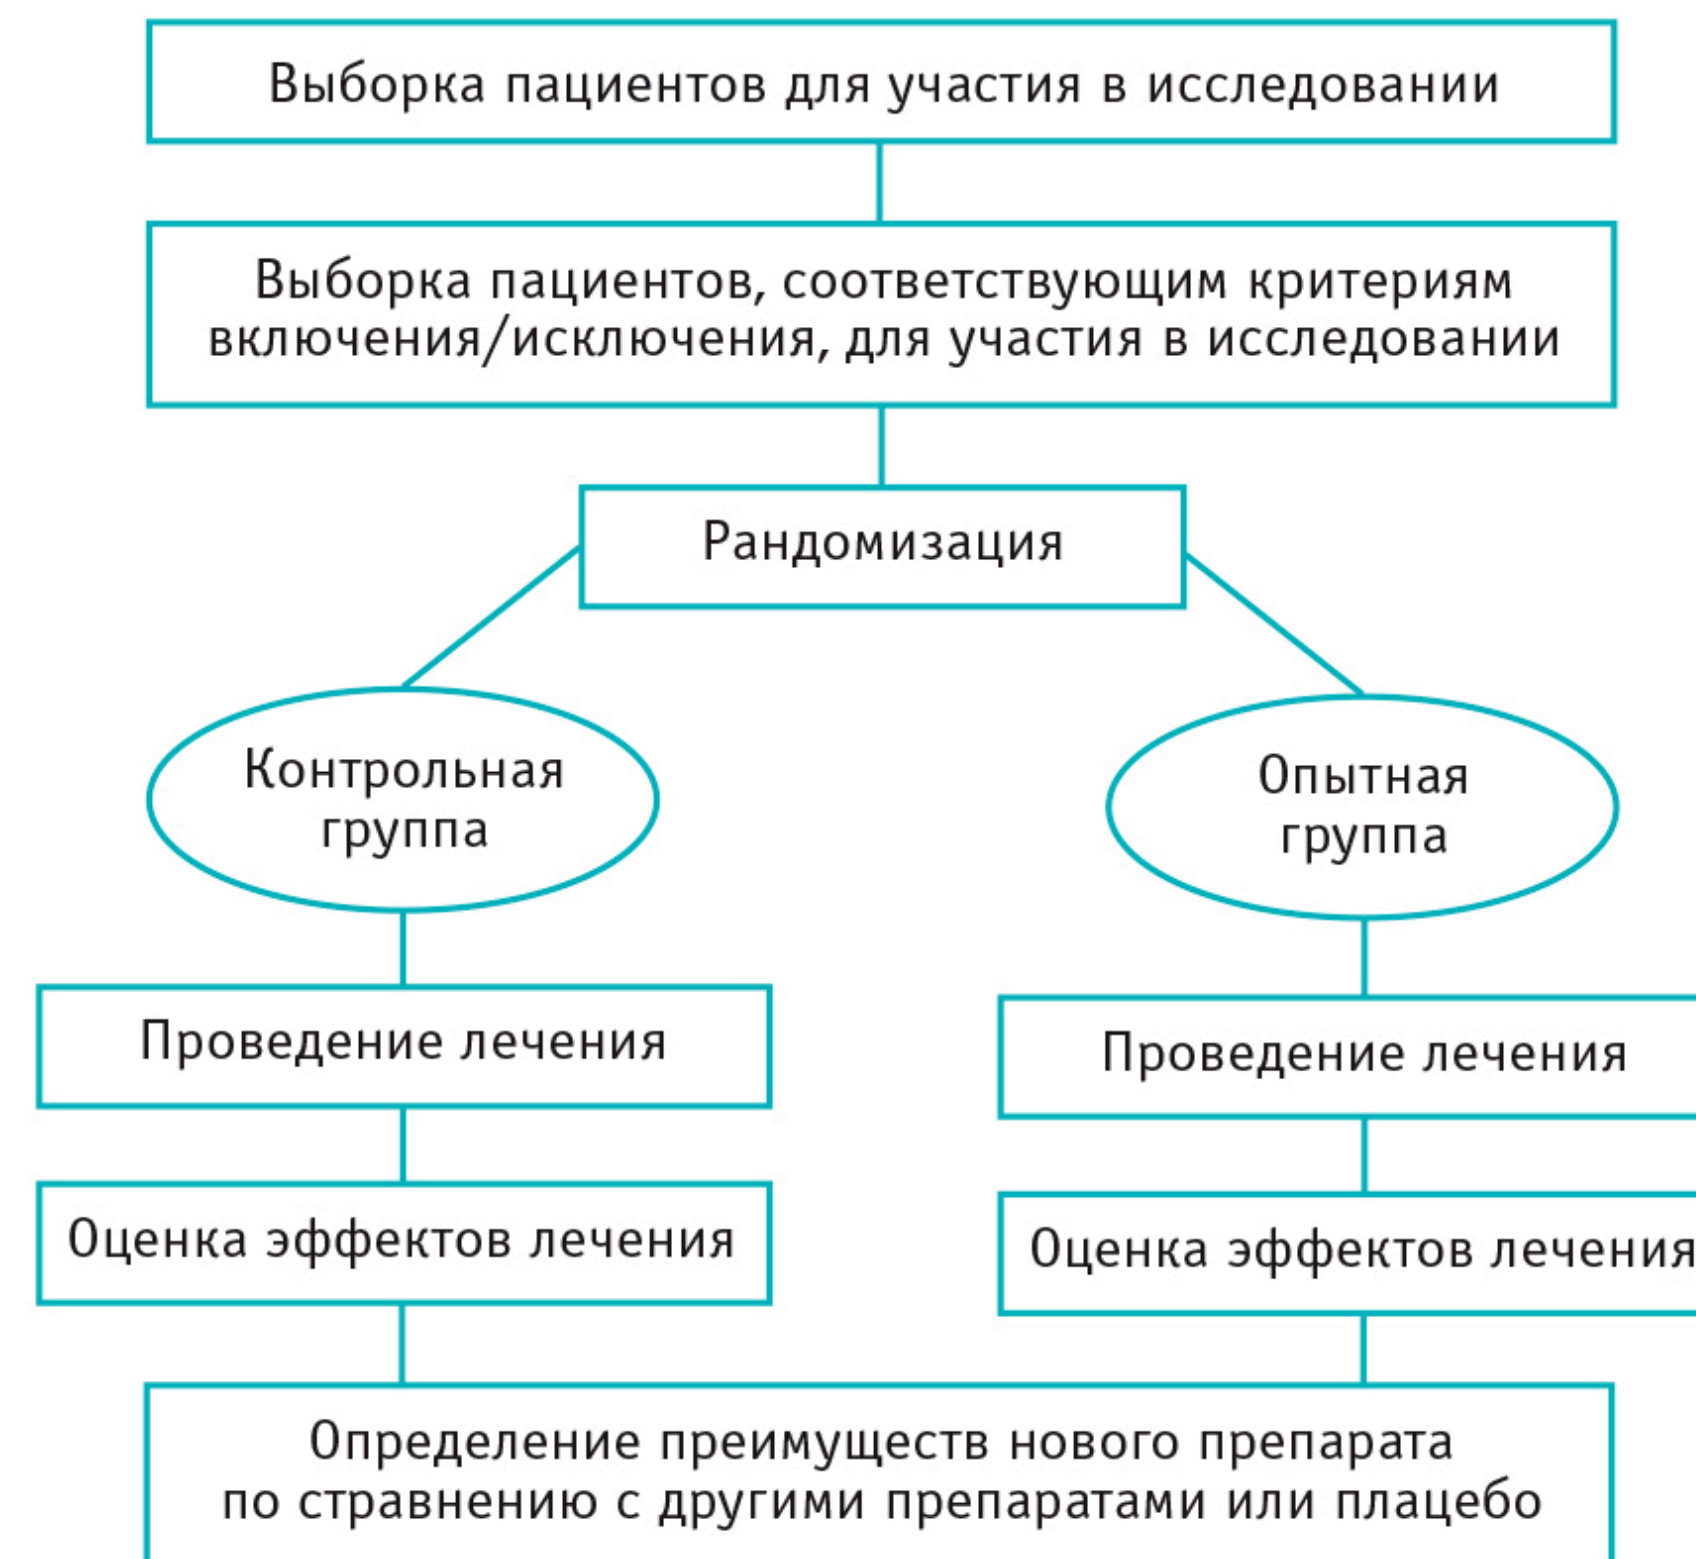 Выборка пациентов для участия в исследовании
Выборка пациентов, соответствующим критериям
включения/исключения, для участия в исследовании
Рандомизация
Контрольная
группа
Опытная
группа
Проведение лечения
Проведение лечения
Оценка эффектов лечения
Оценка эффектов лечения
Определение преимуществ нового препарата
по стравнению с другими препаратами или плацебо